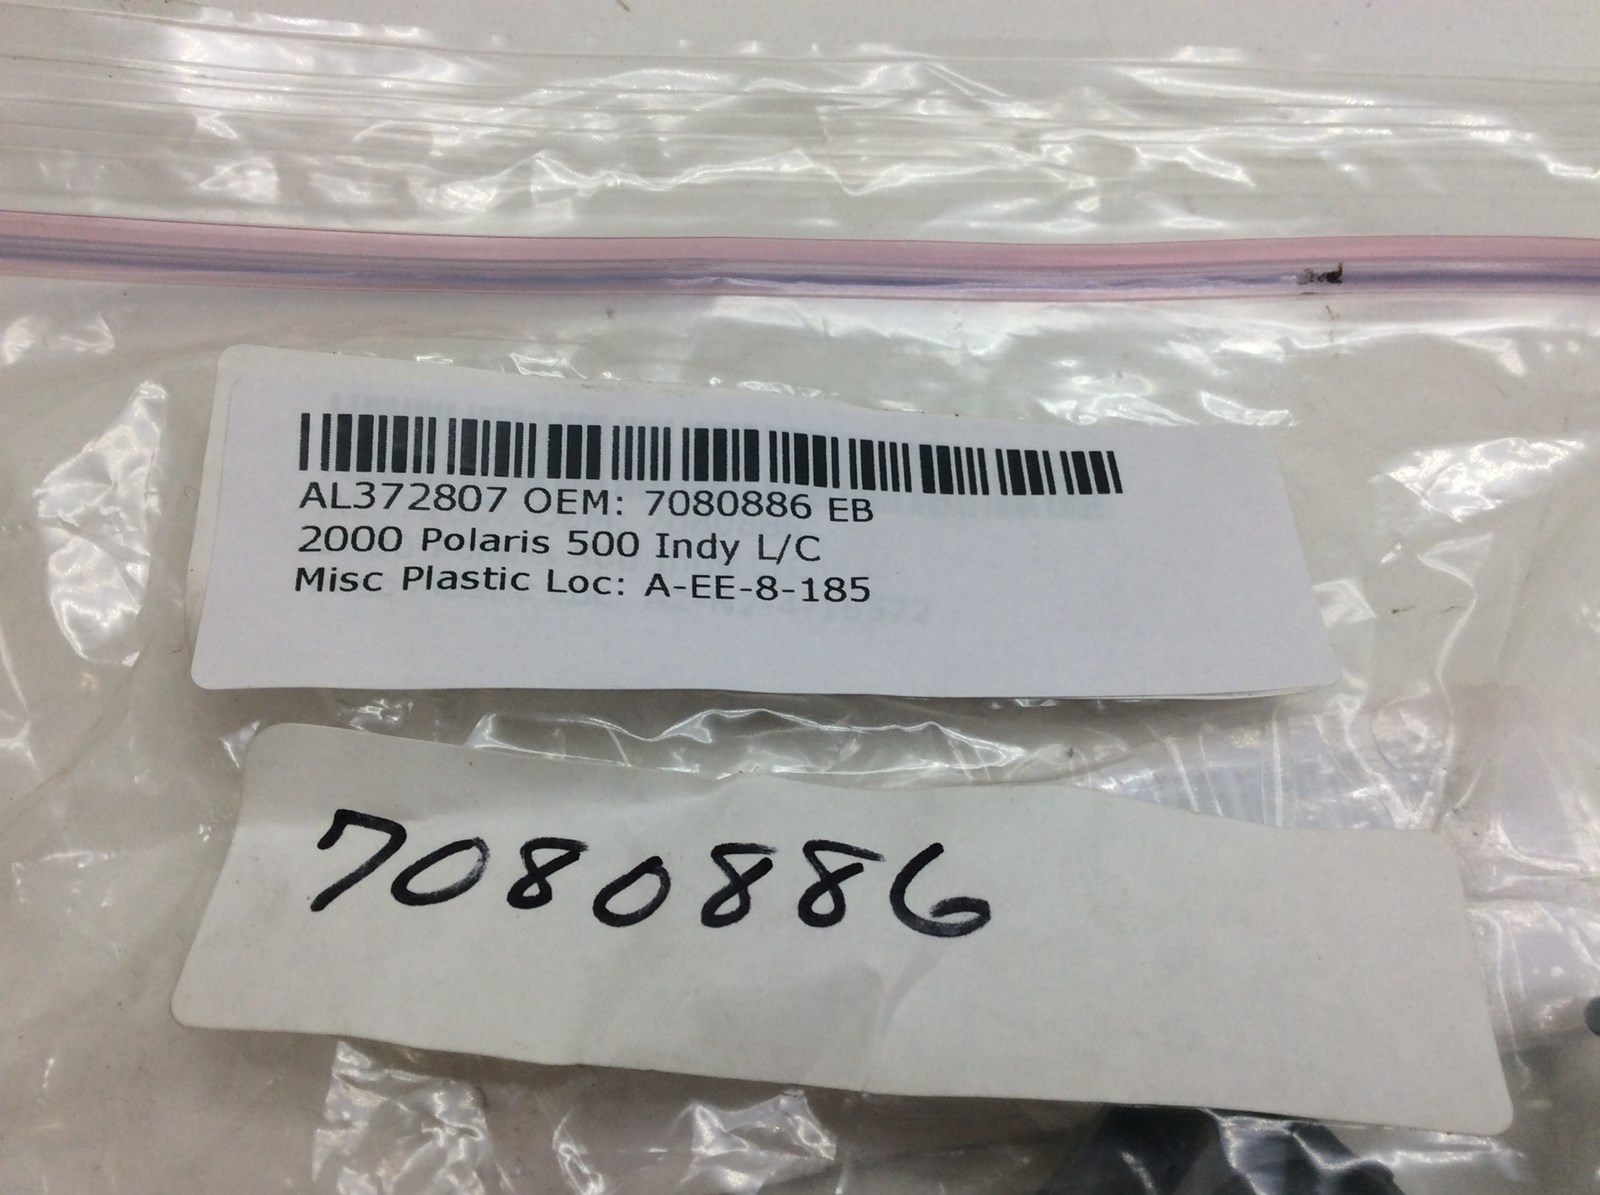 AL372807 OEM: 7080886 EB
2000 Polaris 500 Indy L/C
Misc Plastic Loc: A-EE-8-185
7080886